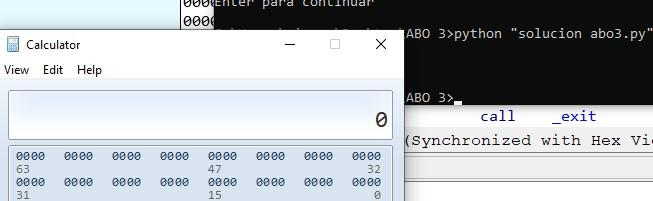 Enter para continuar
0000
ABO 3>python "solucion abo3.py"
Calculator
View Edit Help
0
ABO 3>
call _exit
(Synchronized with Hex Vi
0000 0000 0000 0000 0000 0000 0000 0000
63 47 32
0000 0000 0000 0000 0000 0000 0000 0000
31 15 0